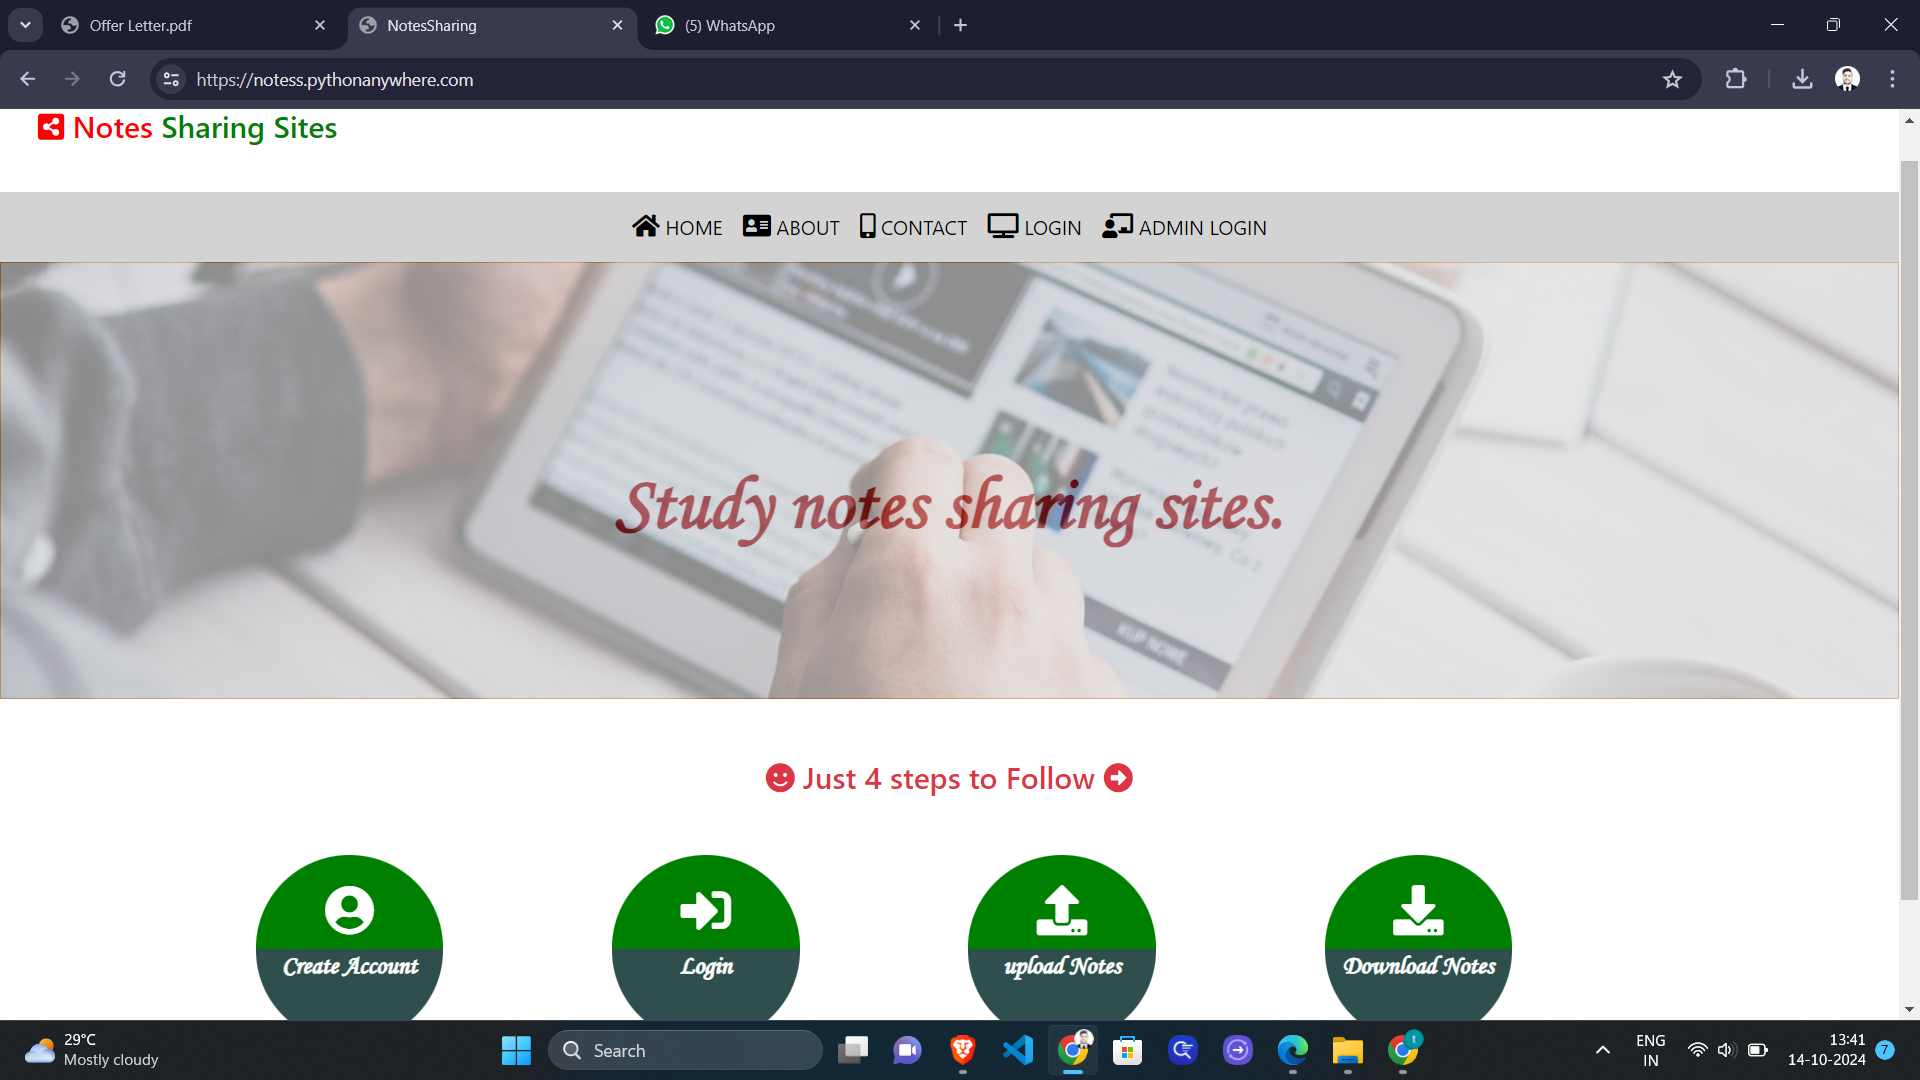 Offer Letter.pdf
NotesSharing
(5) WhatsApp
https://notess.pythonanywhere.com
Notes Sharing Sites
HOME ABOUT CONTACT LOGIN ADMIN LOGIN
KUP NOWE
Study notes sharing sites.
Just 4 steps to Follow
Create Account
Login
upload Notes
Download Notes
29°C
Mostly cloudy
Search
t
ENG
IN
13:41
14-10-2024
7